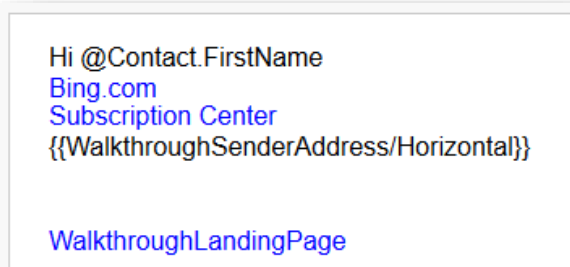 Hi @Contact.FirstName
Bing.com
Subscription Center
{{WalkthroughSenderAddress/Horizontal}}
WalkthroughLandingPage